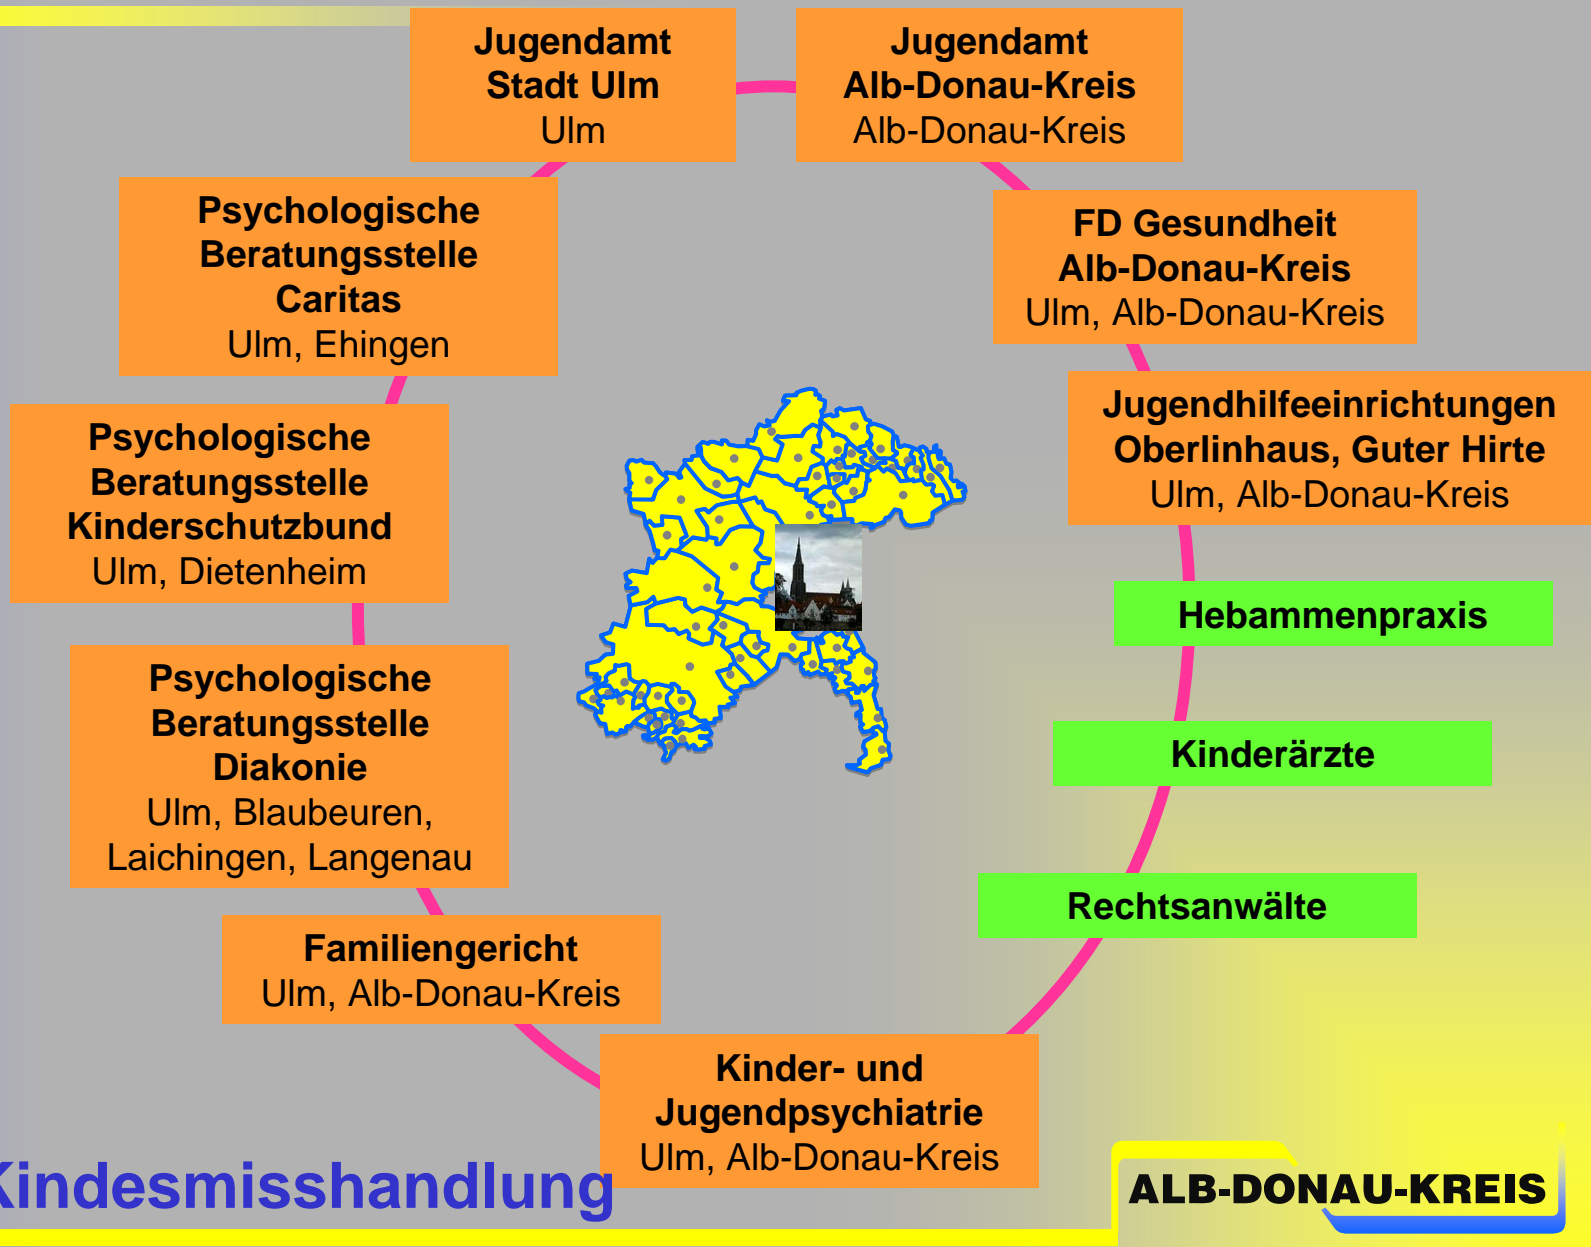 Jugendamt
Stadt Ulm
Ulm
Jugendamt
Alb-Donau-Kreis
Alb-Donau-Kreis
Psychologische
Beratungsstelle
Caritas
Ulm, Ehingen
FD Gesundheit
Alb-Donau-Kreis
Ulm, Alb-Donau-Kreis
Psychologische
Beratungsstelle
Kinderschutzbund
Ulm, Dietenheim
Jugendhilfeeinrichtungen
Oberlinhaus, Guter Hirte
Ulm, Alb-Donau-Kreis
Hebammenpraxis
Psychologische
Beratungsstelle
Diakonie
Ulm, Blaubeuren,
Laichingen, Langenau
Kinderärzte
Rechtsanwälte
Familiengericht
Ulm, Alb-Donau-Kreis
Kinder- und
Jugendpsychiatrie
Ulm, Alb-Donau-Kreis
Kindesmisshandlung
ALB-DONAU-KREIS